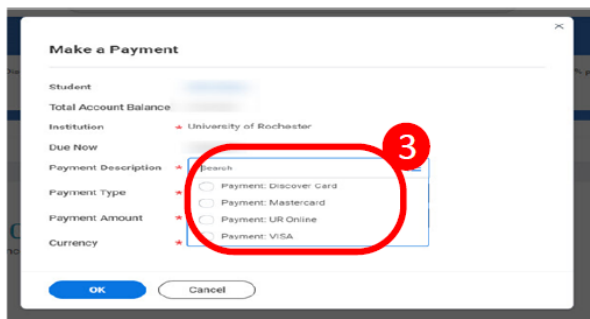 Make a Payment
Student
Total Account Balance
Institution * University of Rochester
Due Now
3
Payment Description * Search
Payment: Discover Card
Payment Type *
Payment: Mastercard
Payment Amount *
Payment: UR Online
Payment: VISA
Currency *
OK Cancel